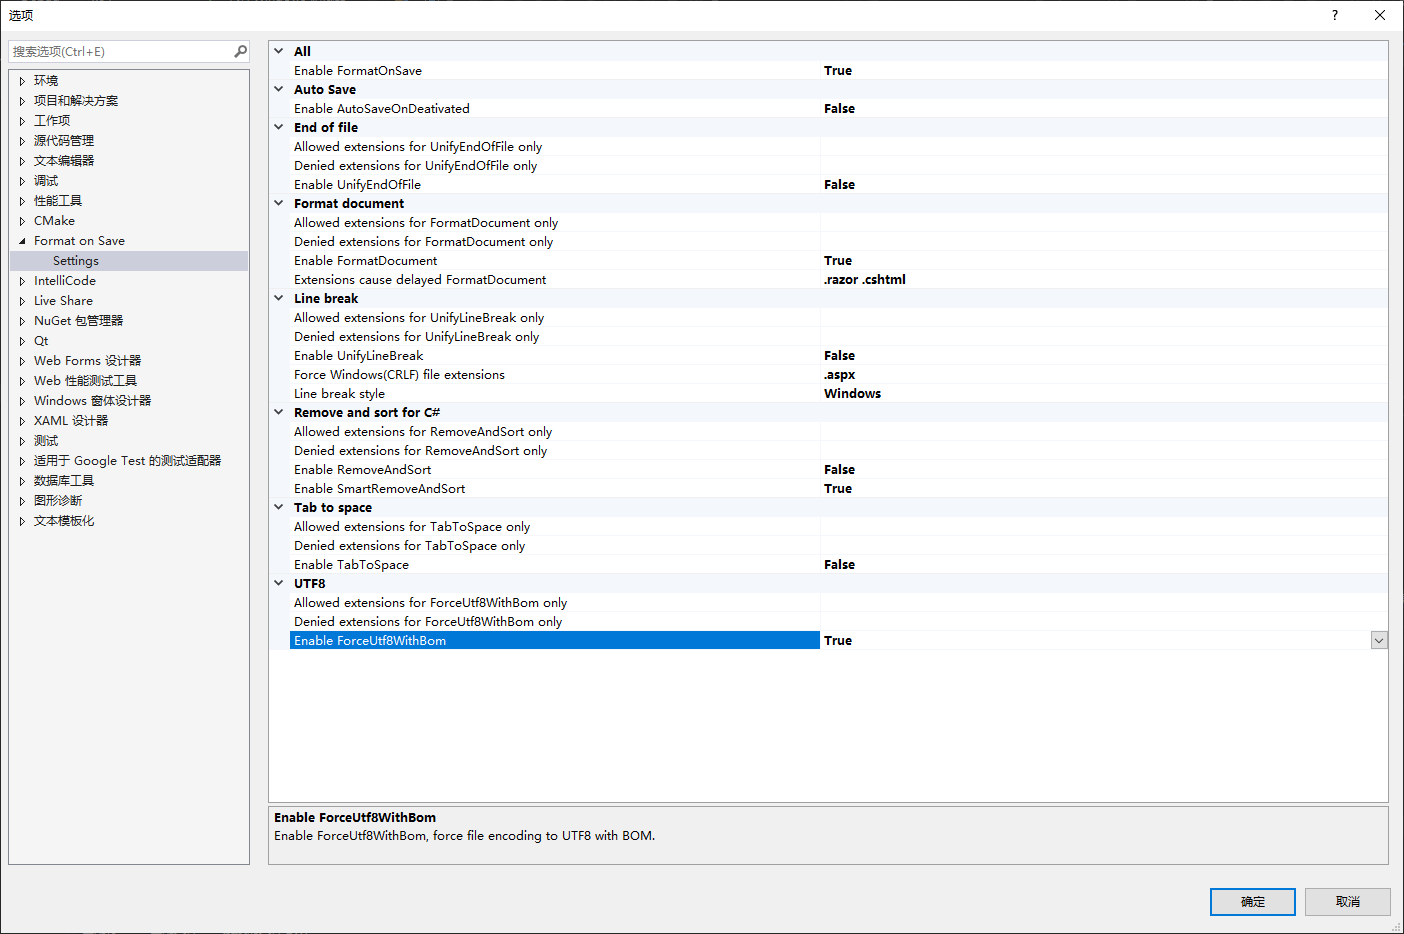 选项
?
搜索选项(Ctrl+E)
环境
项目和解决方案
工作项
源代码管理
文本编辑器
调试
性能工具
CMake
Format on Save
Settings
IntelliCode
Live Share
NuGet 包管理器
Qt
Web Forms 设计器
Web 性能测试工具
Windows 窗体设计器
XAML 设计器
测试
适用于 Google Test 的测试适配器
数据库工具
图形诊断
文本模板化
All
Enable FormatOnSave True
Auto Save
Enable AutoSaveOnDeativated False
End of file
Allowed extensions for UnifyEndOfFile only
Denied extensions for UnifyEndOfFile only
Enable UnifyEndOfFile False
Format document
Allowed extensions for FormatDocument only
Denied extensions for FormatDocument only
Enable FormatDocument True
Extensions cause delayed FormatDocument .razor .cshtml
Line break
Allowed extensions for UnifyLineBreak only
Denied extensions for UnifyLineBreak only
Enable UnifyLineBreak False
Force Windows(CRLF) file extensions .aspx
Line break style Windows
Remove and sort for C#
Allowed extensions for RemoveAndSort only
Denied extensions for RemoveAndSort only
Enable RemoveAndSort False
Enable SmartRemoveAndSort True
Tab to space
Allowed extensions for TabToSpace only
Denied extensions for TabToSpace only
Enable TabToSpace False
UTF8
Allowed extensions for ForceUtf8WithBom only
Denied extensions for ForceUtf8WithBom only
Enable ForceUtf8WithBom True
Enable ForceUtf8WithBom
Enable ForceUtf8WithBom, force file encoding to UTF8 with BOM.
确定
取消